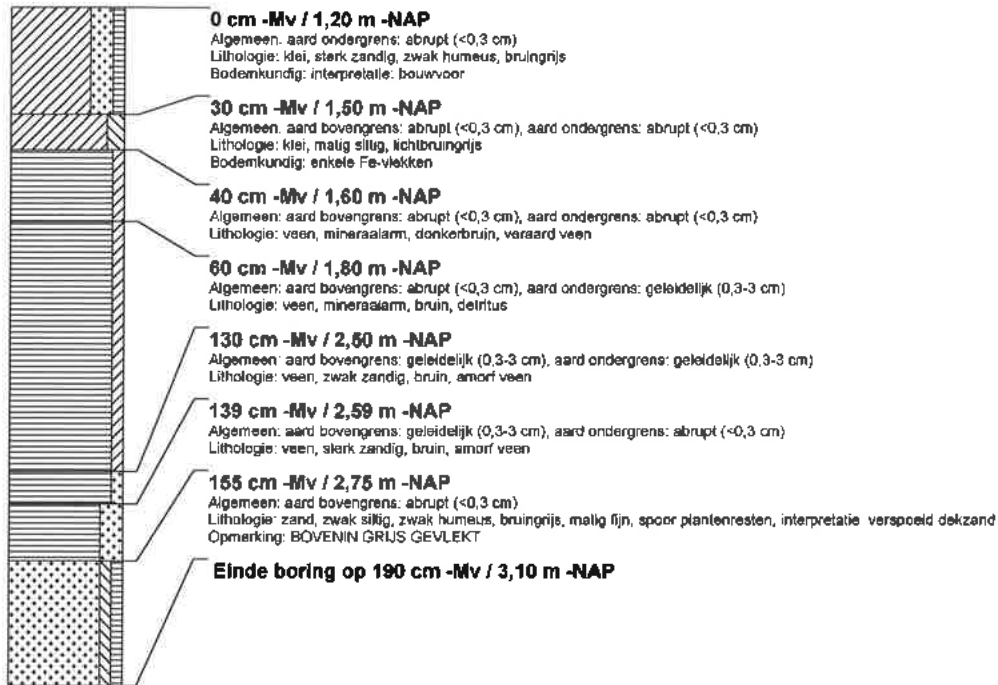 0 cm -Mv / 1,20 m -NAP
Algemeen: aard ondergrens: abrupt (<0,3 cm)
Lithologie: klei, sterk zandig, zwak humeus, bruingrijs
Bodemkundig: interpretatie: bouwvoor
30 cm -Mv / 1,50 m -NAP
Algemeen: aard bovengrens: abrupt (<0,3 cm), aard ondergrens: abrupt (<0,3 cm)
Lithologie: klei, matig siltig, lichtbruingrijs
Bodemkundig: enkele Fe-vlekken
40 cm -Mv / 1,60 m -NAP
Algemeen: aard bovengrens: abrupt (<0,3 cm), aard ondergrens: abrupt (<0,3 cm)
Lithologie: veen, mineraalarm, donkerbruin, veraard veen
60 cm -Mv / 1,80 m -NAP
Algemeen: aard bovengrens: abrupt (<0,3 cm), aard ondergrens: geleidelijk (0,3-3 cm)
Lithologie: veen, mineraalarm, bruin, detritus
130 cm -Mv / 2,50 m -NAP
Algemeen: aard bovengrens: geleidelijk (0,3-3 cm), aard ondergrens: geleidelijk (0,3-3 cm)
Lithologie: veen, zwak zandig, bruin, amorf veen
139 cm -Mv / 2,59 m -NAP
Algemeen: aard bovengrens: geleidelijk (0,3-3 cm), aard ondergrens: abrupt (<0,3 cm)
Lithologie: veen, sterk zandig, bruin, amorf veen
155 cm -Mv / 2,75 m -NAP
Algemeen: aard bovengrens: abrupt (<0,3 cm)
Lithologie: zand, zwak siltig, zwak humeus, bruingrijs, matig fijn, spoor plantenresten, interpretatie: verspoeld dekzand
Opmerking: BOVENIN GRIJS GEVLEKT
Einde boring op 190 cm -Mv / 3,10 m -NAP